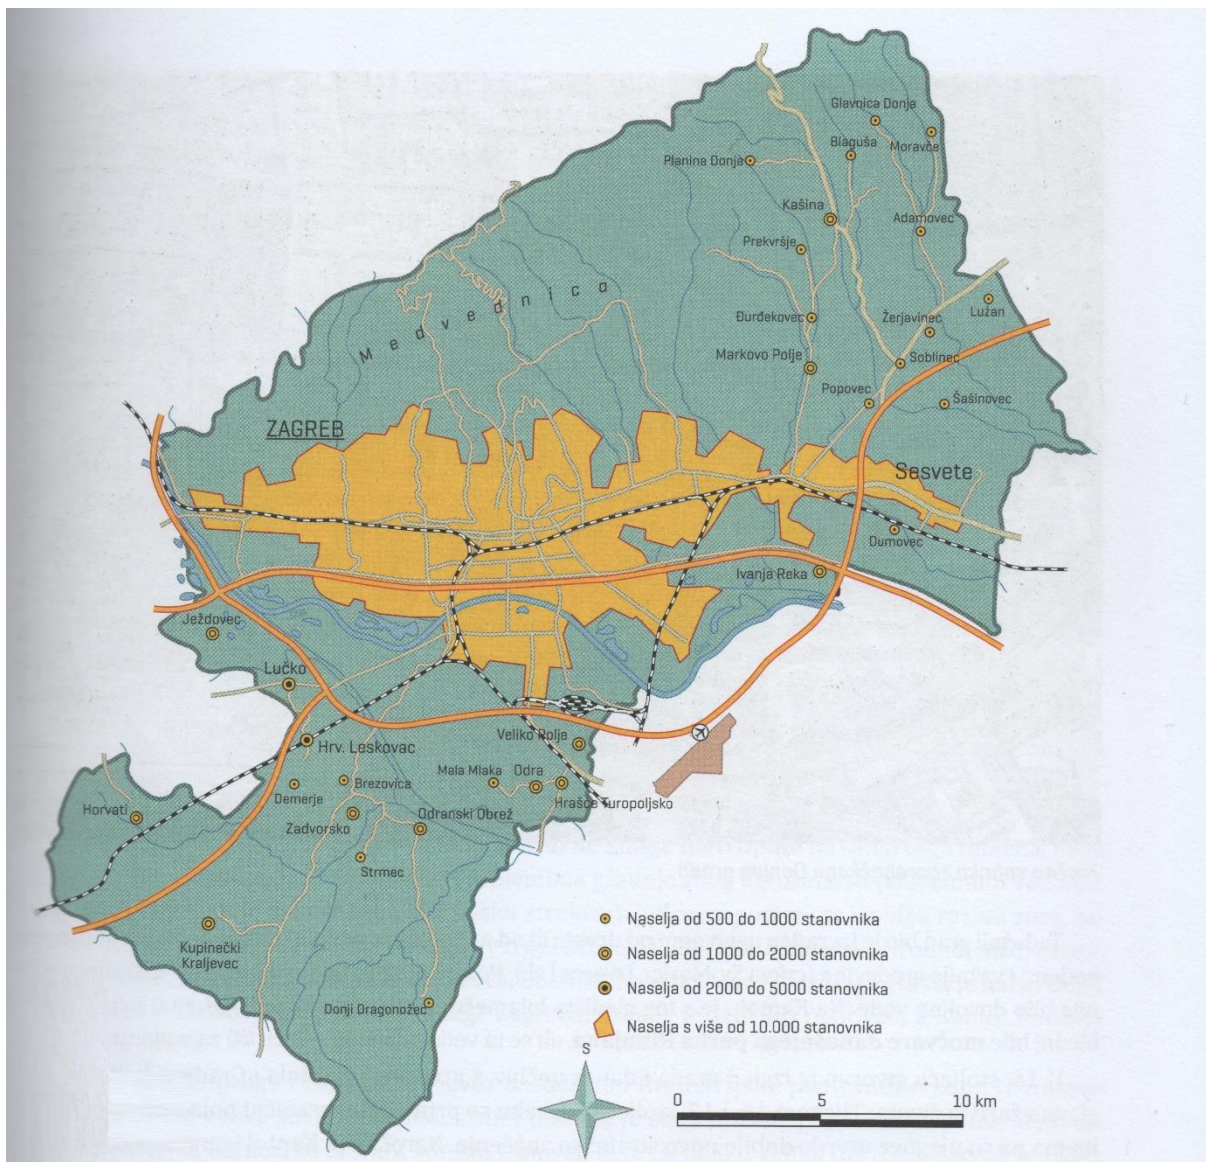 Glavnica Donja
Moravče
Blaguša
Planina Donja
Kašina
Adamovec
Prekvršje
Medvednica
Lužan
Đurđekovec
Žerjavinec
Markovo Polje
Soblinec
Popovec
Šašinovec
ZAGREB
Sesvete
Dumovec
Ivanja Reka
Ježdovec
Lučko
Hrv. Leskovac
Veliko Polje
Mala Mlaka
Odra
Brezovica
Demerje
Hrašće Turopoljsko
Horvati
Zadvorsko
Odranski Obrež
Strmec
Kupinečki
Kraljevec
Donji Dragonožec
Naselja od 500 do 1000 stanovnika
Naselja od 1000 do 2000 stanovnika
Naselja od 2000 do 5000 stanovnika
Naselja s više od 10.000 stanovnika
S
0 5 10 km